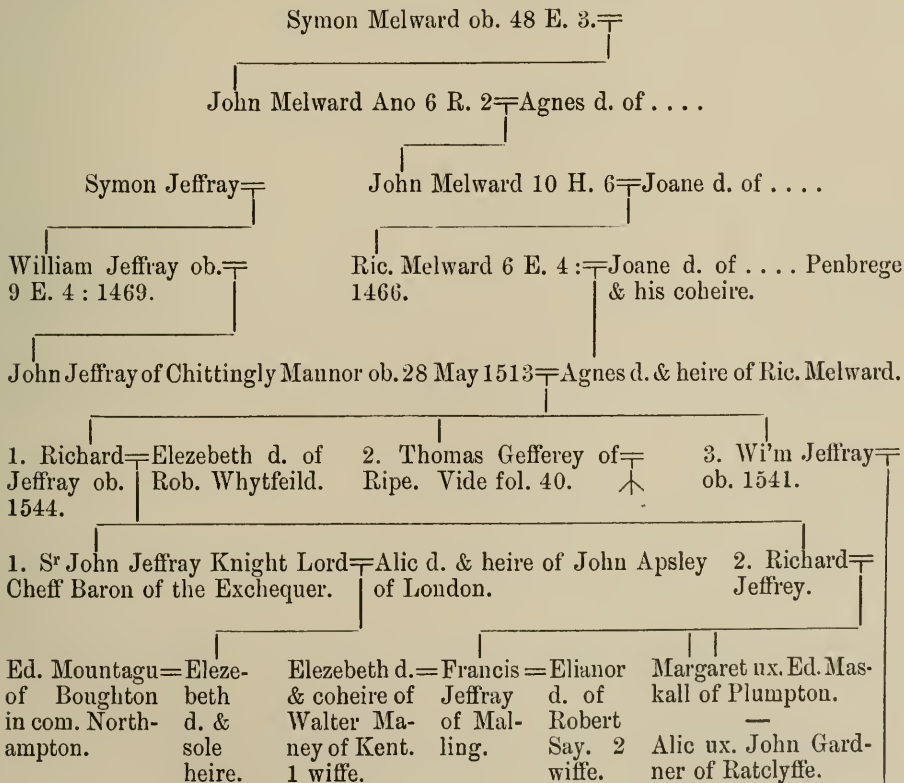 Symon Melward ob. 48 E. 3.
John Melward Ano 6 R. 2 Agnes d. of . . . .
Symon Jeffray
John Melward 10 H. 6 Joane d. of . . . .
William Jeffray ob.
9 E. 4 : 1469.
Ric. Melward 6 E. 4 :
1466.
Joane d. of . . . . Penbrege
& his coheire.
John Jeffray of Chittingly Mannor ob. 28 May 1513 Agnes d. & heire of Ric. Melward.
1. Richard
Jeffray ob.
1544.
Elezebeth d. of
Rob. Whytfeild.
2. Thomas Gefferey of
Ripe. Vide fol. 40.
3. Wi'm Jeffray
ob. 1541.
1. Sr John Jeffray Knight Lord
Cheff Baron of the Exchequer.
Alic d. & heire of John Apsley
of London.
2. Richard
Jeffrey.
Ed. Mountagu
of Boughton
in com. North-
ampton.
Eleze-
beth
d. &
sole
heire.
Elezebeth d.
& coheire of
Walter Ma-
ney of Kent.
1 wiffe.
Francis
Jeffray
of Mal-
ling.
Elianor
d. of
Robert
Say. 2
wiffe.
Margaret ux. Ed. Mas-
kall of Plumpton.
Alic ux. John Gard-
ner of Ratclyffe.